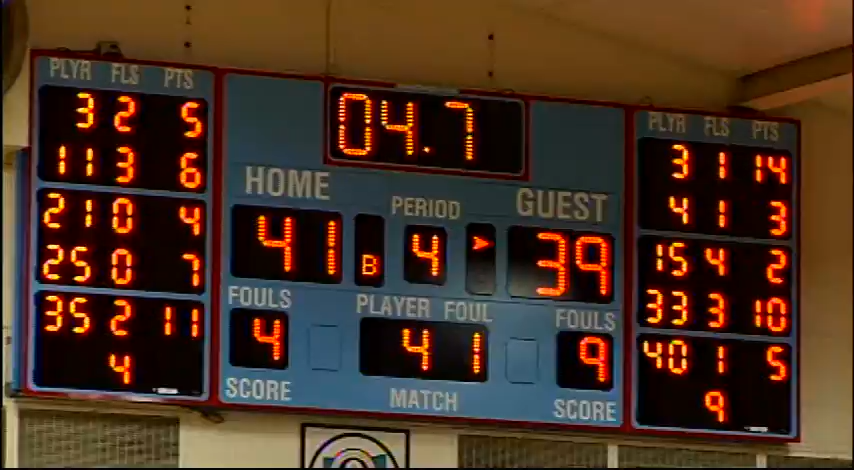 PLYR FLS PTS
3 2 5
11 3 6
21 0 4
25 0 7
35 2 11
4
04.7
HOME PERIOD GUEST
41 B 4 > 39
FOULS PLAYER FOUL FOULS
4 4 1 9
SCORE MATCH SCORE
PLYR FLS PTS
3 1 14
4 1 3
15 4 2
33 3 10
40 1 5
9